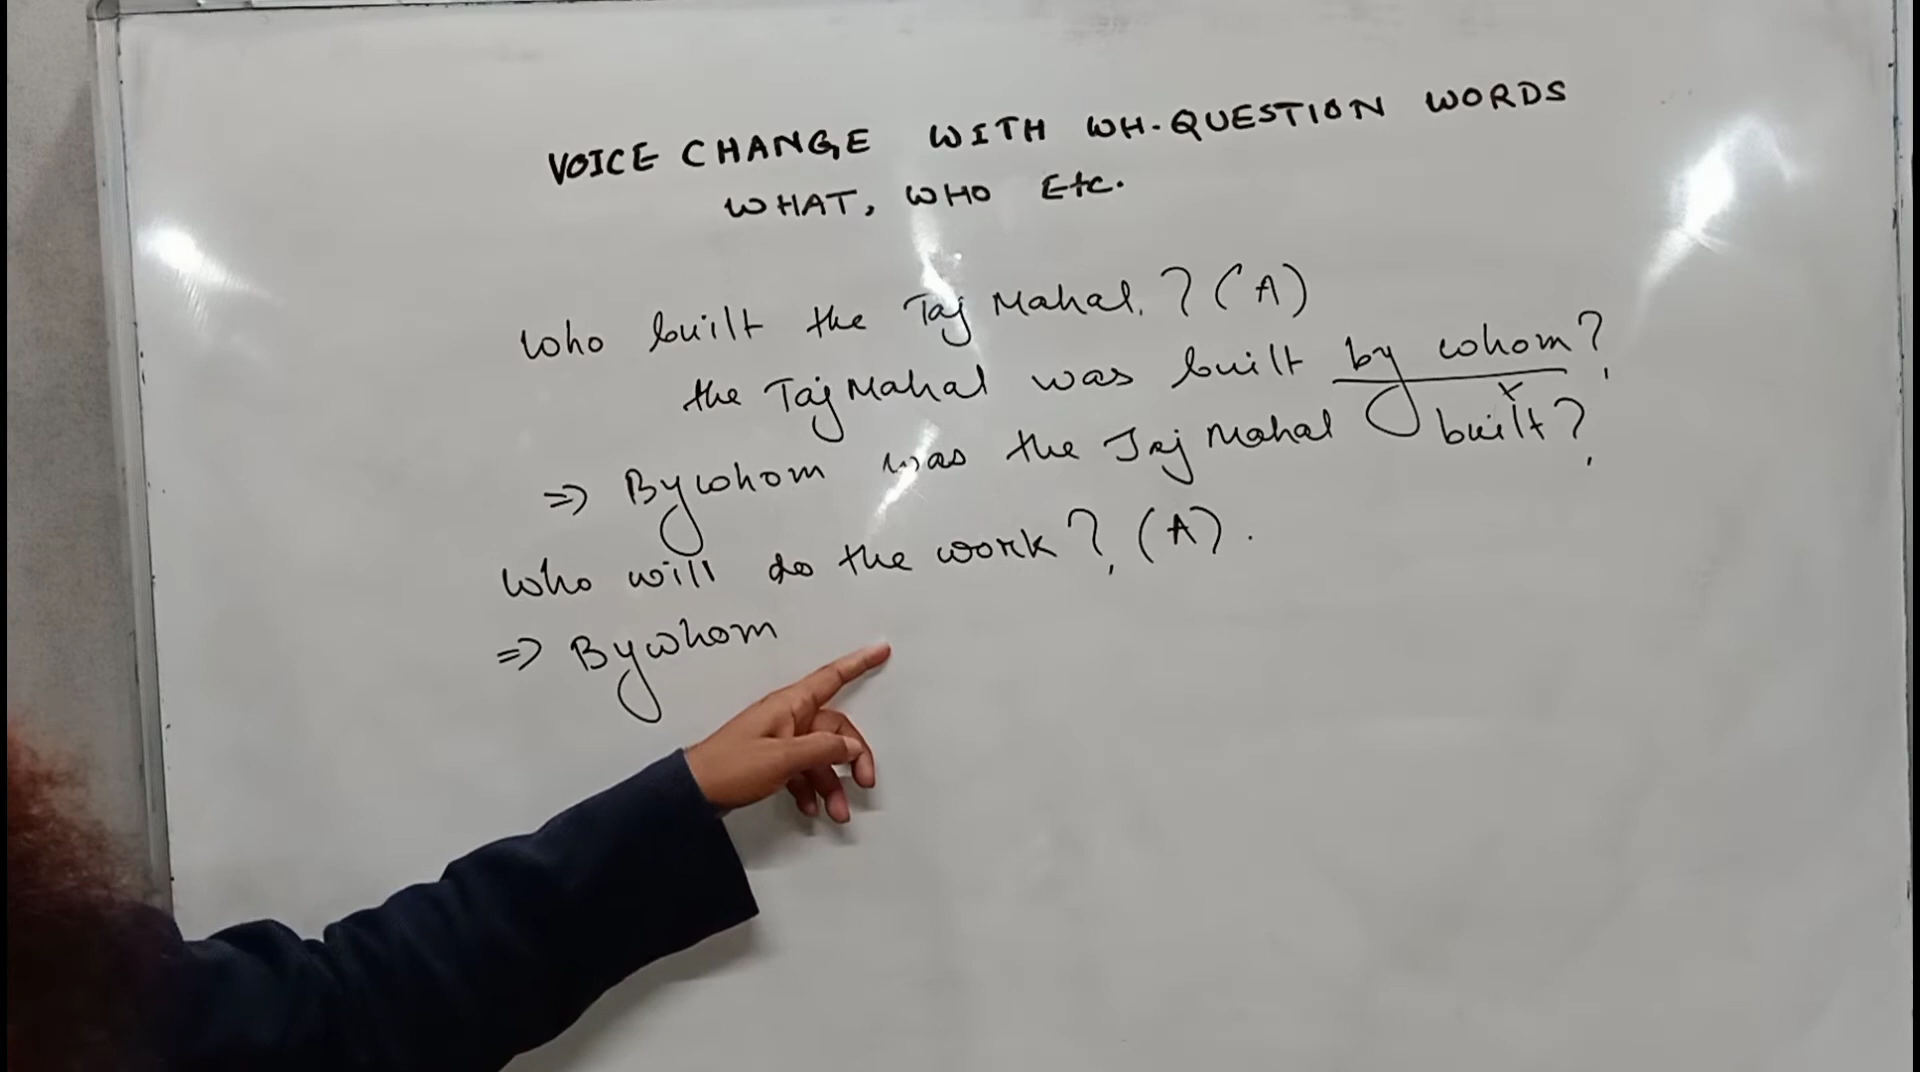 VOICE CHANGE WITH WH-QUESTION WORDS
WHAT, WHO Etc.
Who built the Taj Mahal.? (A)
the Taj Mahal was built by whom?
x
=> By whom was the Taj Mahal built?
Who will do the work? (A).
=> By whom